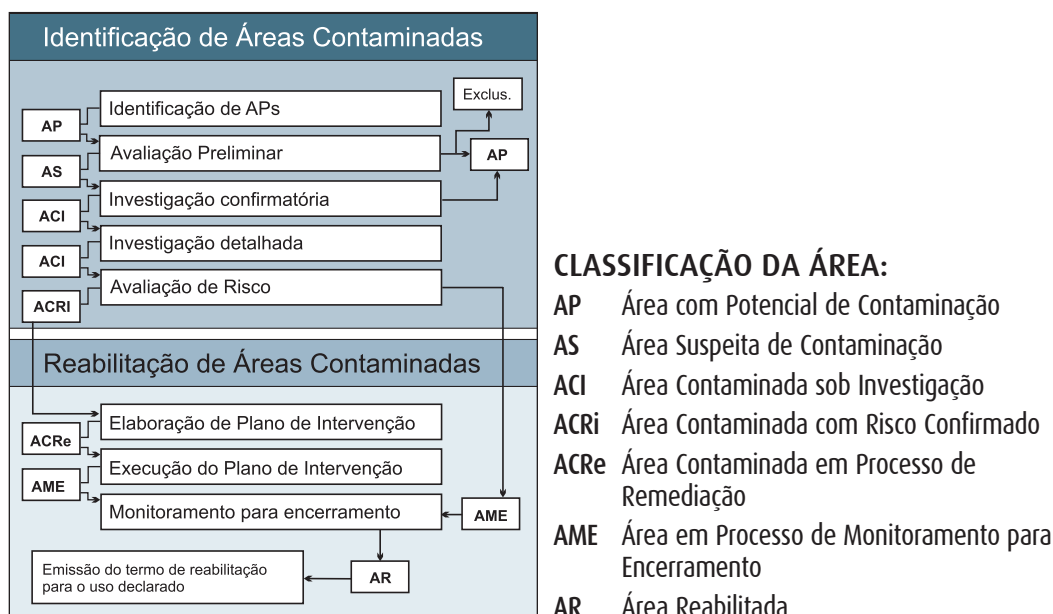 Identificação de Áreas Contaminadas
Exclus.
Identificação de APs
AP
Avaliação Preliminar
AP
AS
Investigação confirmatória
ACI
Investigação detalhada
ACI
Avaliação de Risco
ACRI
Reabilitação de Áreas Contaminadas
Elaboração de Plano de Intervenção
ACRe
Execução do Plano de Intervenção
AME
Monitoramento para encerramento
AME
Emissão do termo de reabilitação
para o uso declarado
AR
CLASSIFICAÇÃO DA ÁREA:
AP Área com Potencial de Contaminação
AS Área Suspeita de Contaminação
ACI Área Contaminada sob Investigação
ACRi Área Contaminada com Risco Confirmado
ACRe Área Contaminada em Processo de
Remediação
AME Área em Processo de Monitoramento para
Encerramento
AR Área Reabilitada